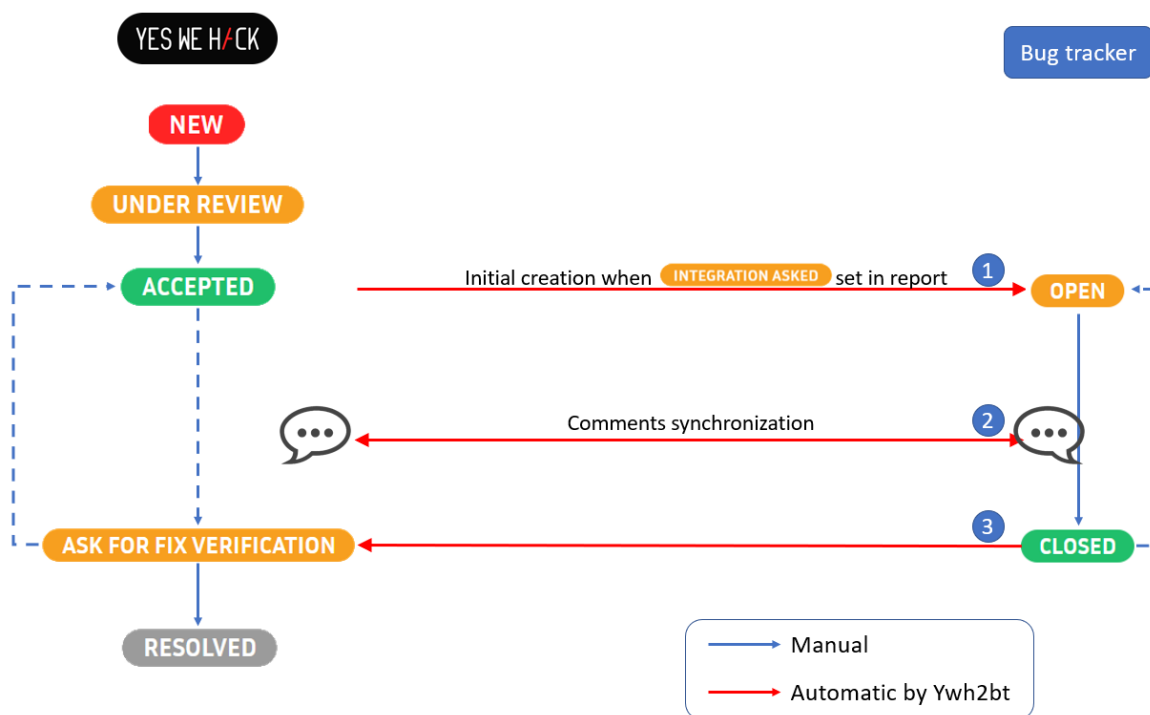 YES WE H/CK
Bug tracker
NEW
UNDER REVIEW
ACCEPTED
Initial creation when INTEGRATION ASKED set in report
1
OPEN
Comments synchronization
2
3
ASK FOR FIX VERIFICATION
CLOSED
RESOLVED
Manual
Automatic by Ywh2bt